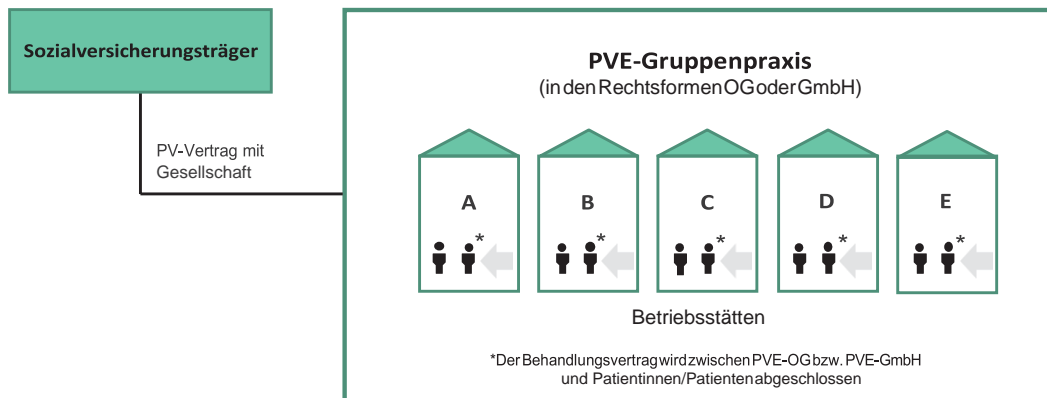 Sozialversicherungsträger
PV-Vertrag mit
Gesellschaft
PVE-Gruppenpraxis
(in den Rechtsformen OG oder GmbH)
A B C D E
* * * * *
Betriebsstätten
*Der Behandlungsvertrag wird zwischen PVE-OG bzw. PVE-GmbH
und Patientinnen/Patienten abgeschlossen